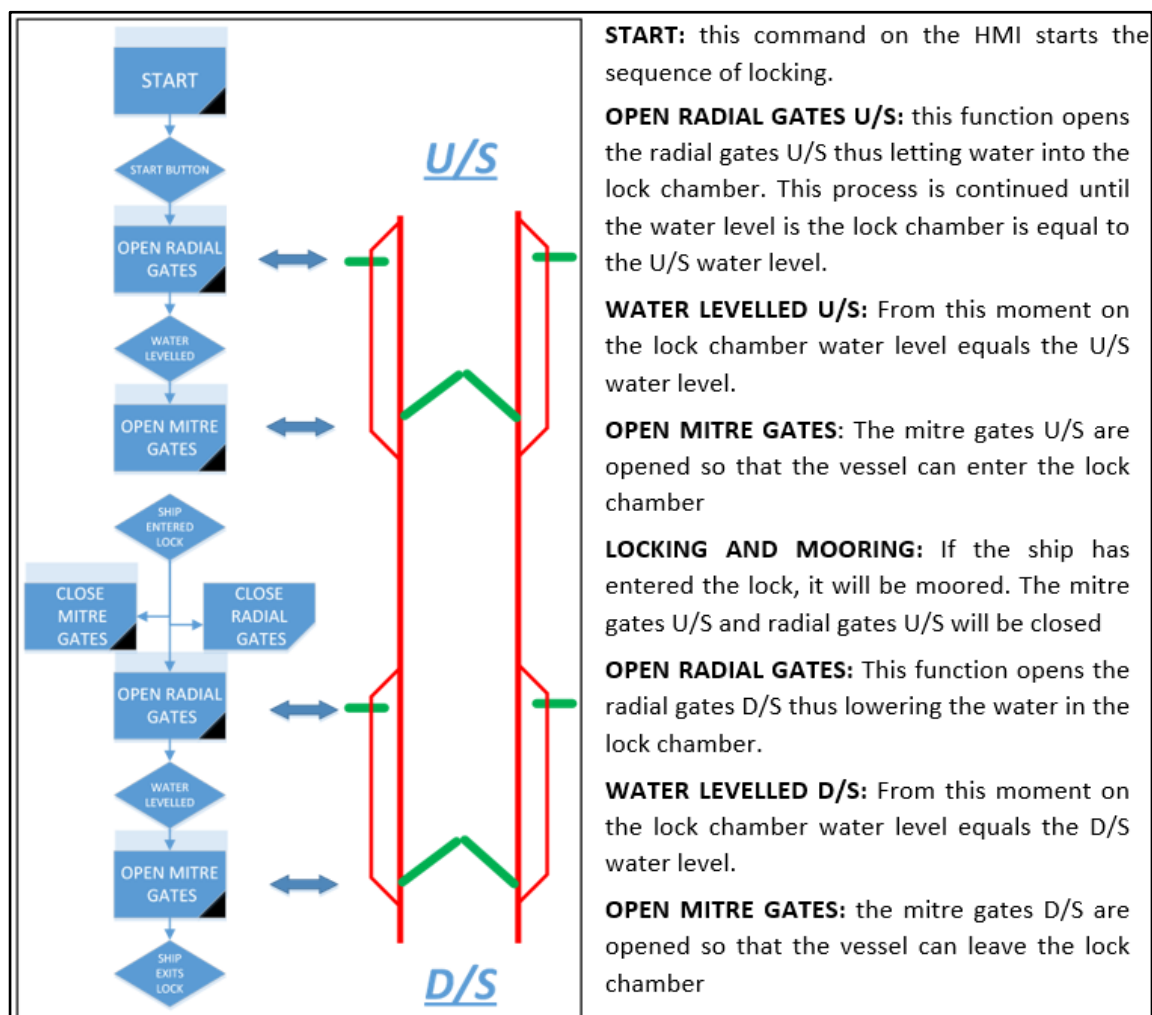 START
START BUTTON
OPEN RADIAL
GATES
WATER
LEVELLED
OPEN MITRE
GATES
SHIP
ENTERED
LOCK
CLOSE
MITRE
GATES
CLOSE
RADIAL
GATES
OPEN RADIAL
GATES
WATER
LEVELLED
OPEN MITRE
GATES
SHIP
EXITS
LOCK
U/S
D/S
START: this command on the HMI starts the
sequence of locking.
OPEN RADIAL GATES U/S: this function opens
the radial gates U/S thus letting water into the
lock chamber. This process is continued until
the water level is the lock chamber is equal to
the U/S water level.
WATER LEVELLED U/S: From this moment on
the lock chamber water level equals the U/S
water level.
OPEN MITRE GATES: The mitre gates U/S are
opened so that the vessel can enter the lock
chamber
LOCKING AND MOORING: If the ship has
entered the lock, it will be moored. The mitre
gates U/S and radial gates U/S will be closed
OPEN RADIAL GATES: This function opens the
radial gates D/S thus lowering the water in the
lock chamber.
WATER LEVELLED D/S: From this moment on
the lock chamber water level equals the D/S
water level.
OPEN MITRE GATES: the mitre gates D/S are
opened so that the vessel can leave the lock
chamber